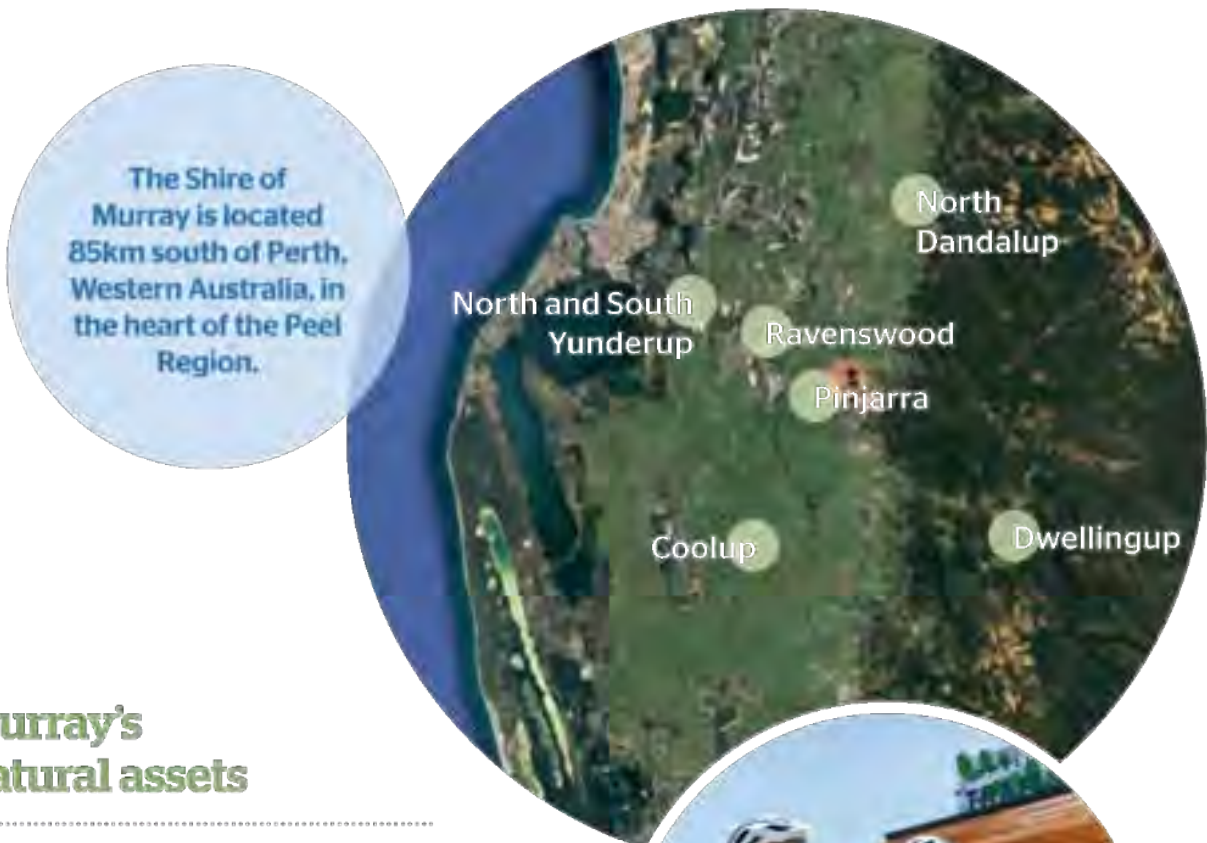 The Shire of
Murray is located
85km south of Perth,
Western Australia, in
the heart of the Peel
Region.
North
Dandalup
North and South
Yunderup
Ravenswood
Pinjarra
Coolup
Dwellingup
urray's
atural assets